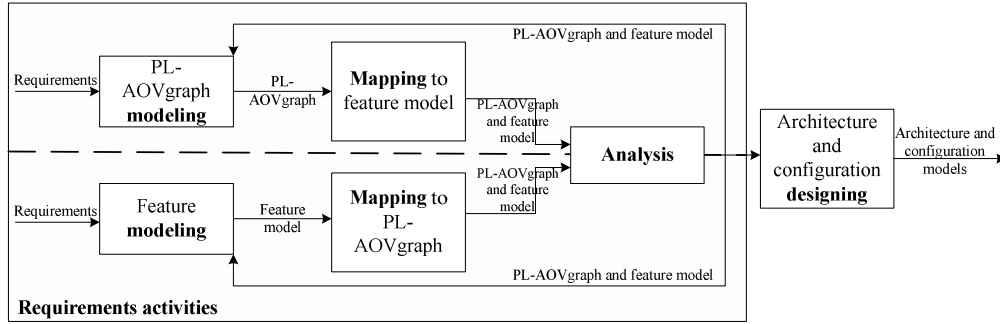 PL-AOVgraph and feature model
Requirements
PL-
AOVgraph
modeling
PL-
AOVgraph
Mapping to
feature model
PL-AOVgraph
and feature
model
Analysis
Architecture
and
configuration
designing
Architecture and
configuration
models
Requirements
Feature
modeling
Feature
model
Mapping to
PL-
AOVgraph
PL-AOVgraph
and feature
model
PL-AOVgraph and feature model
Requirements activities